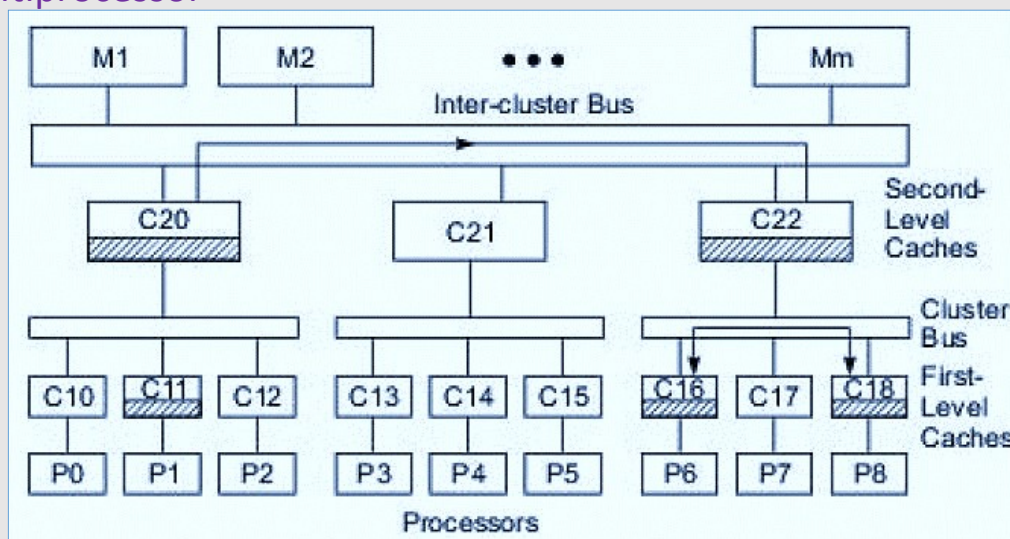 M1 M2 ••• Mm
Inter-cluster Bus
C20 C21 C22
Second-
Level
Caches
Cluster
Bus
C10 C11 C12 C13 C14 C15 C16 C17 C18
First-
Level
Caches
P0 P1 P2 P3 P4 P5 P6 P7 P8
Processors